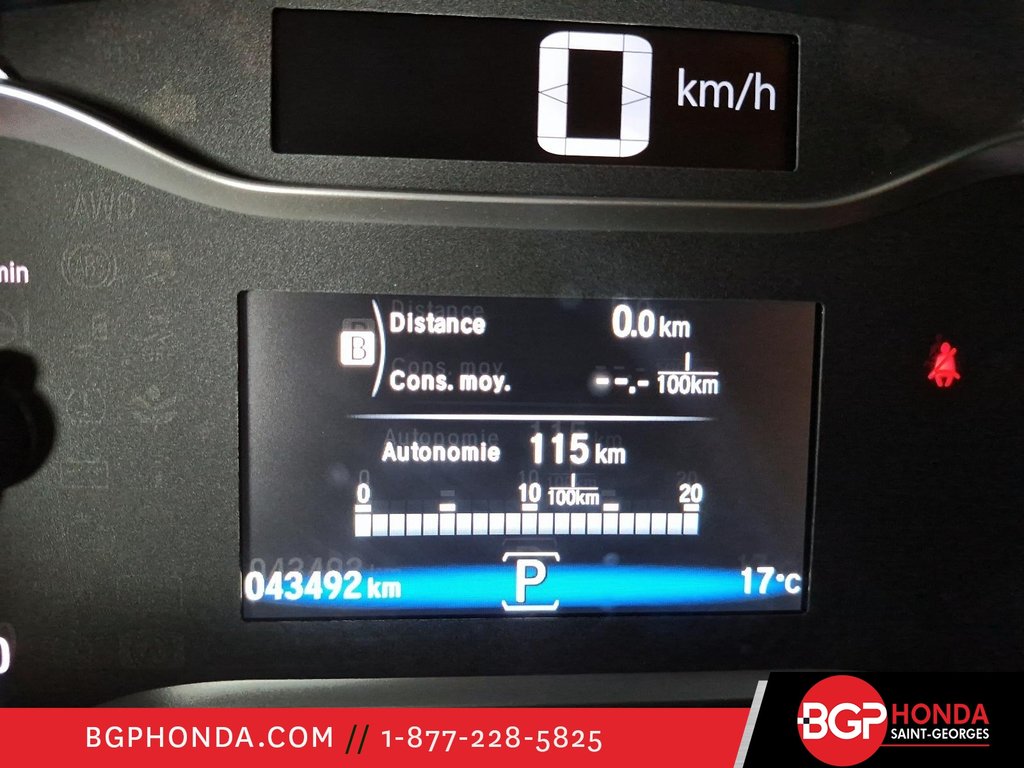 0 km/h
min
B
Distance 0.0 km
Cons. moy. --.- l/100km
Autonomie 115 km
0 10 l/100km 20
043492 km P 17°C
0
BGPHONDA.COM // 1-877-228-5825
BGP HONDA
SAINT-GEORGES